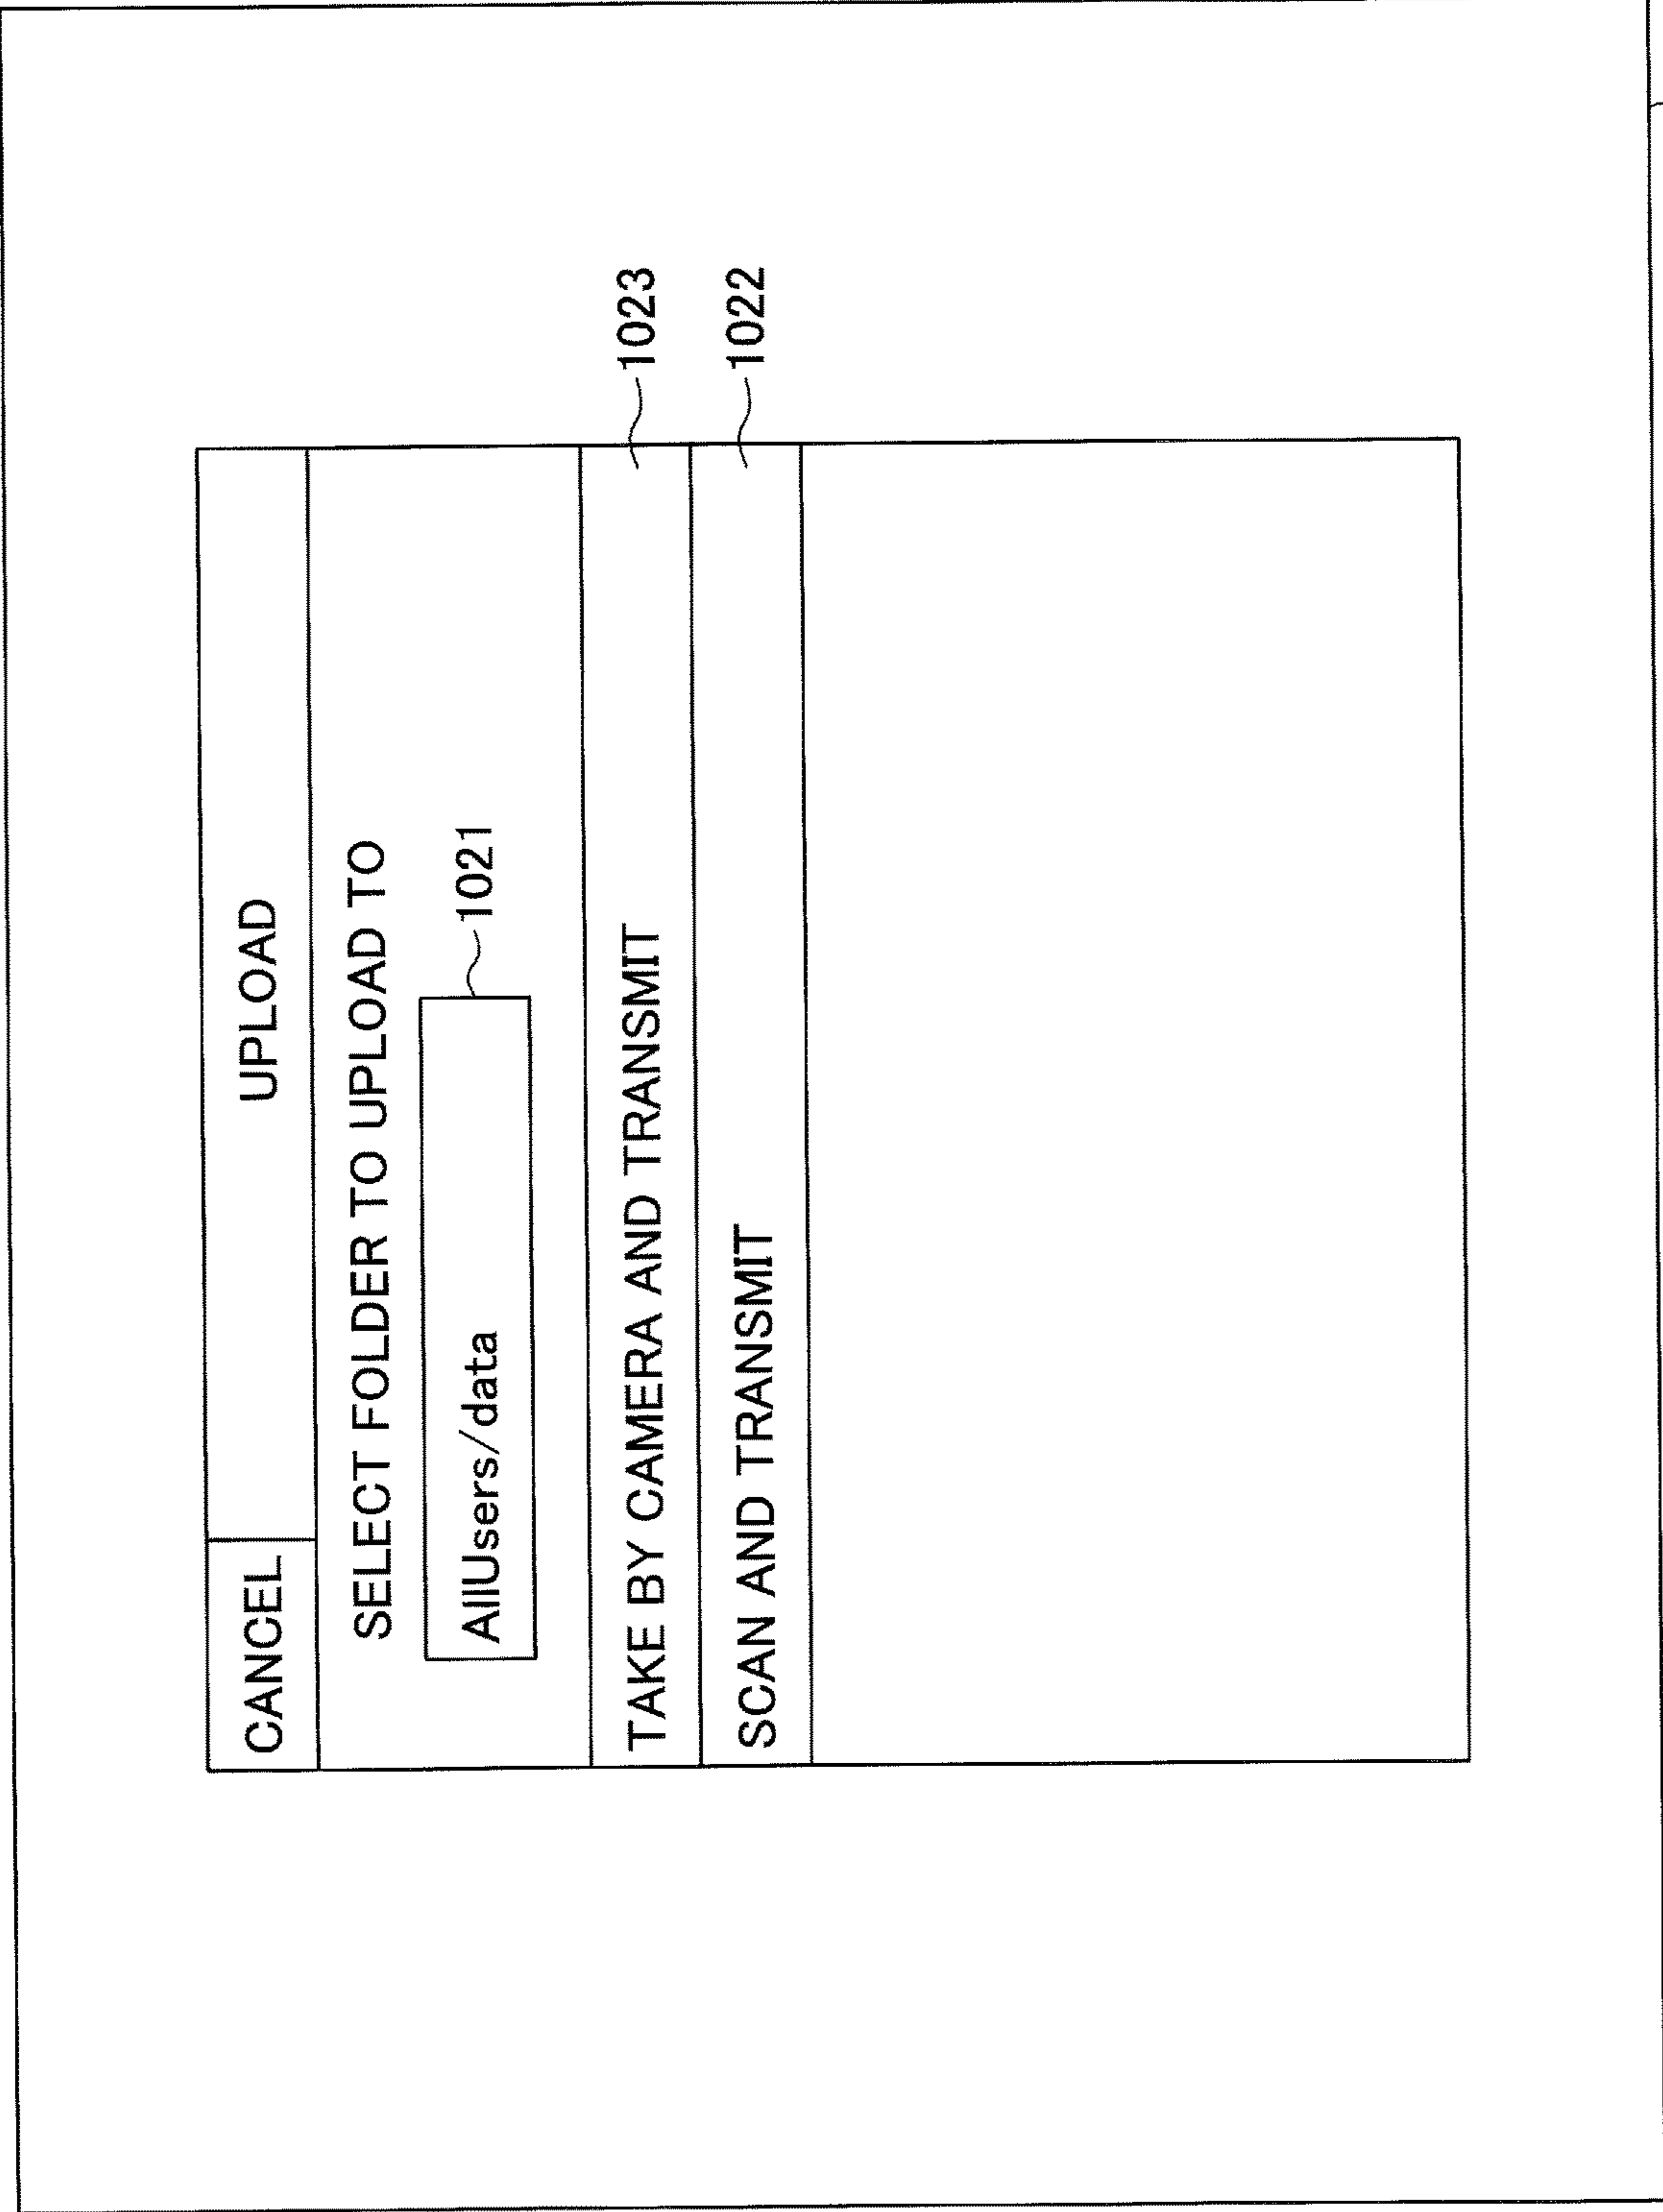 CANCEL UPLOAD
SELECT FOLDER TO UPLOAD TO
AllUsers/data 1021
TAKE BY CAMERA AND TRANSMIT 1023
SCAN AND TRANSMIT 1022